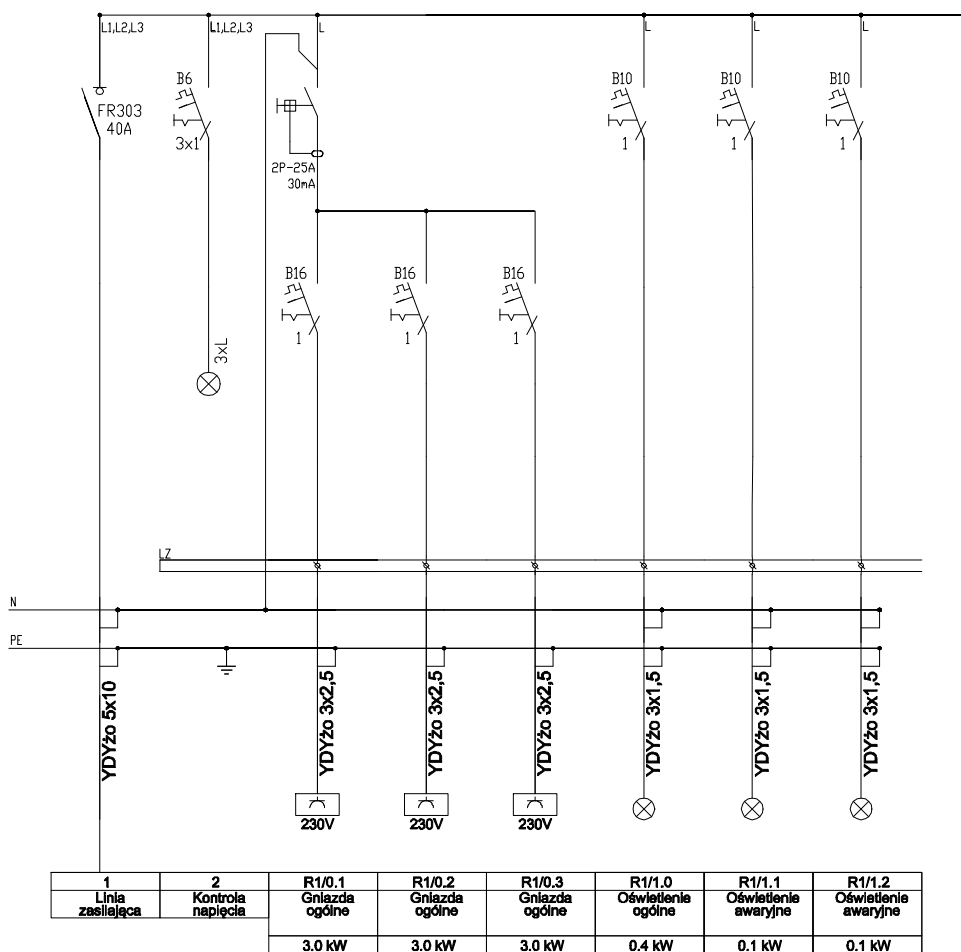 L1,L2,L3
L1,L2,L3
L
L
L
L
B6
B10
B10
B10
FR303
40A
3x1
1
1
1
2P-25A
30mA
B16
B16
B16
1
1
1
3xL
LZ
N
PE
YDYżo 5x10
YDYżo 3x2,5
YDYżo 3x2,5
YDYżo 3x2,5
YDYżo 3x1,5
YDYżo 3x1,5
YDYżo 3x1,5
230V
230V
230V
1
2
R1/0.1
R1/0.2
R1/0.3
R1/1.0
R1/1.1
R1/1.2
Linia
zasilająca
Kontrola
napięcia
Gniazda
ogólne
Gniazda
ogólne
Gniazda
ogólne
Oświetlenie
ogólne
Oświetlenie
awaryjne
Oświetlenie
awaryjne
3.0 kW
3.0 kW
3.0 kW
0.4 kW
0.1 kW
0.1 kW